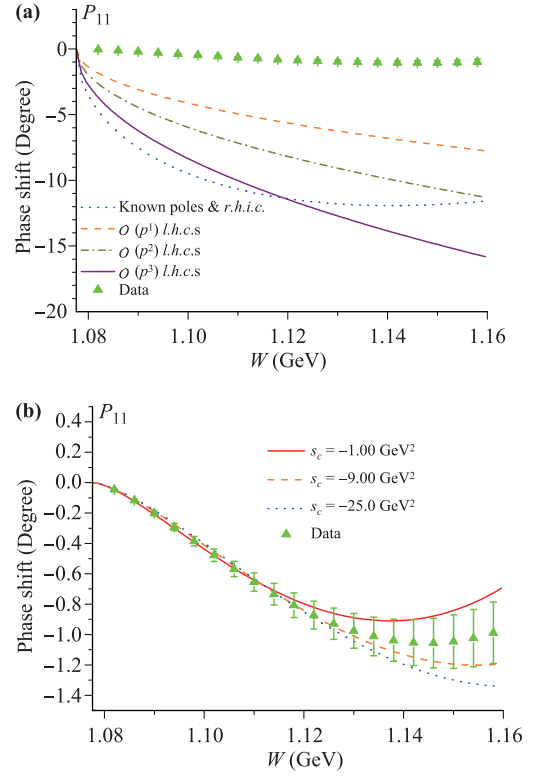 (a)
P₁₁
0
−5
−10
−15
−20
Phase shift (Degree)
Known poles & r.h.i.c.
O (p¹) l.h.c.s
O (p²) l.h.c.s
O (p³) l.h.c.s
Data
1.08 1.10 1.12 1.14 1.16
W (GeV)
(b)
P₁₁
0.4
0.2
0.0
−0.2
−0.4
−0.6
−0.8
−1.0
−1.2
−1.4
Phase shift (Degree)
s_c = −1.00 GeV²
s_c = −9.00 GeV²
s_c = −25.0 GeV²
Data
1.08 1.10 1.12 1.14 1.16
W (GeV)